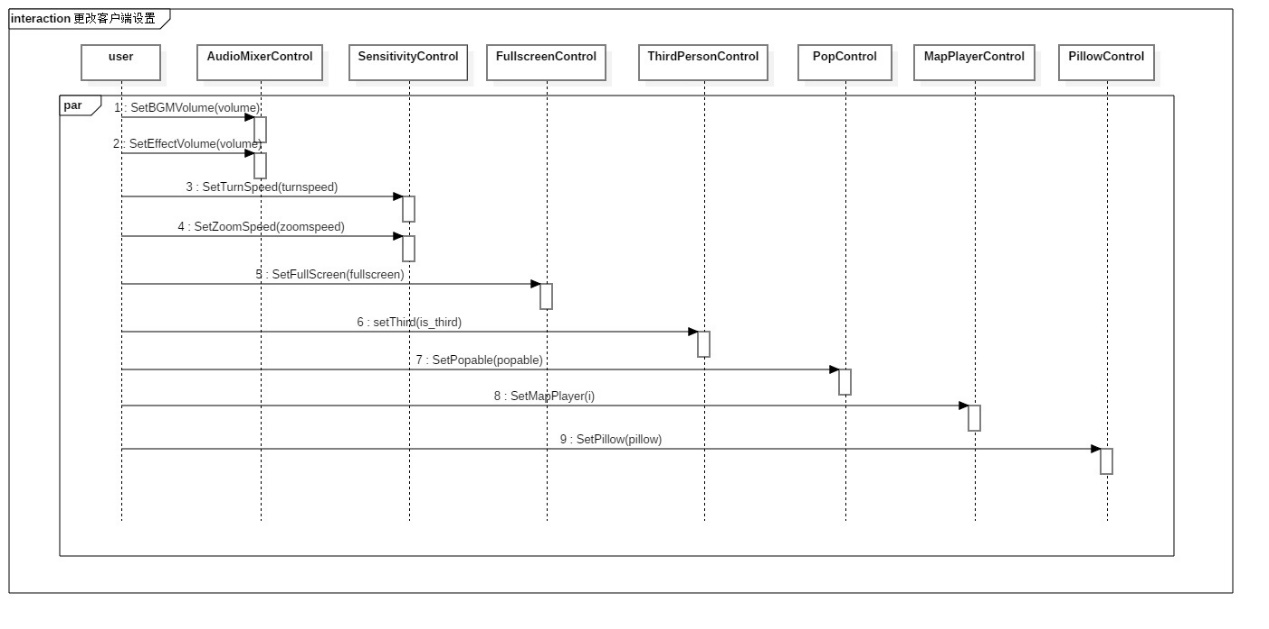 interaction 更改客户端设置
user
AudioMixerControl
SensitivityControl
FullscreenControl
ThirdPersonControl
PopControl
MapPlayerControl
PillowControl
par
1 : SetBGMVolume(volume)
2 : SetEffectVolume(volume)
3 : SetTurnSpeed(turnspeed)
4 : SetZoomSpeed(zoomspeed)
5 : SetFullScreen(fullscreen)
6 : setThird(is_third)
7 : SetPopable(popable)
8 : SetMapPlayer(i)
9 : SetPillow(pillow)